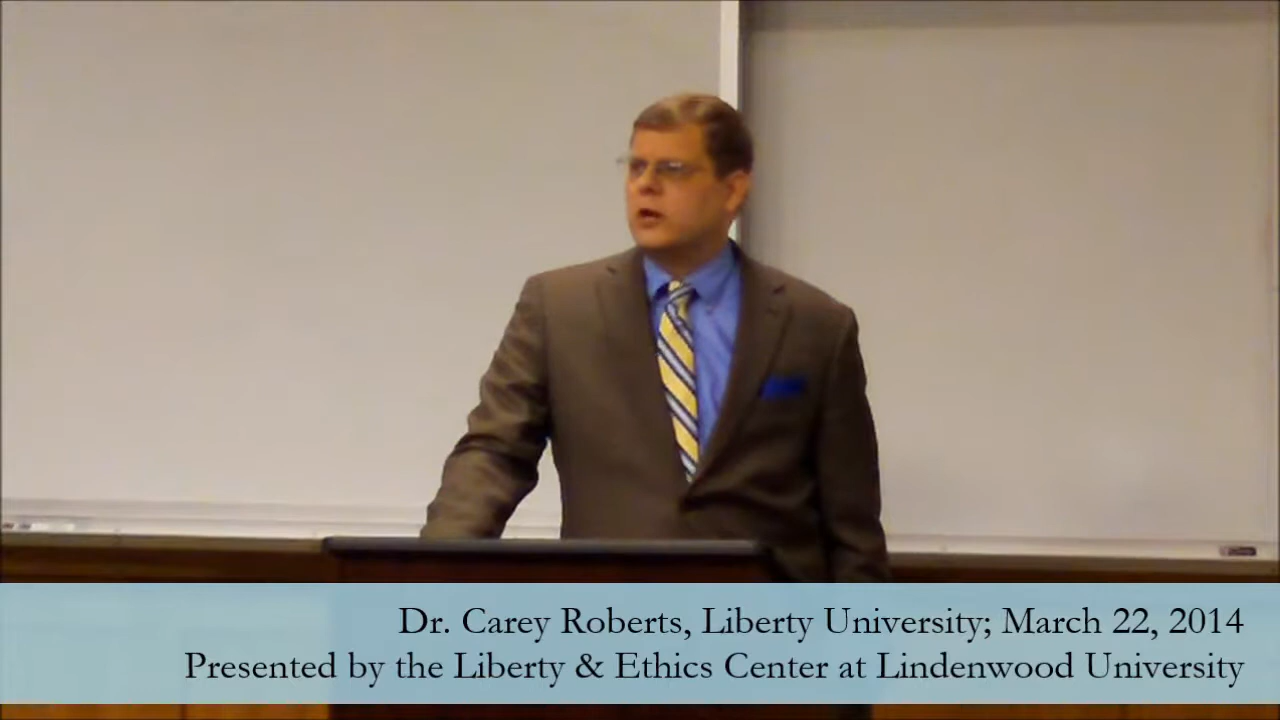 Dr. Carey Roberts, Liberty University; March 22, 2014
Presented by the Liberty & Ethics Center at Lindenwood University